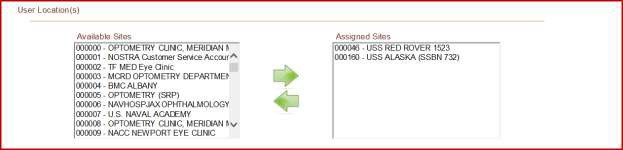 User Location(s)
Available Sites
000000 - OPTOMETRY CLINIC, MERIDIAN M
000001 - NOSTRA Customer Service Accoun
000002 - TF MED Eye Clinic
000003 - MCRD OPTOMETRY DEPARTMEN
000004 - BMC ALBANY
000005 - OPTOMETRY (SRP)
000006 - NAVHOSPJAX OPHTHALMOLOGY
000007 - U.S. NAVAL ACADEMY
000008 - OPTOMETRY CLINIC, MERIDIAN M
000009 - NACC NEWPORT EYE CLINIC
Assigned Sites
000046 - USS RED ROVER 1523
000160 - USS ALASKA (SSBN 732)